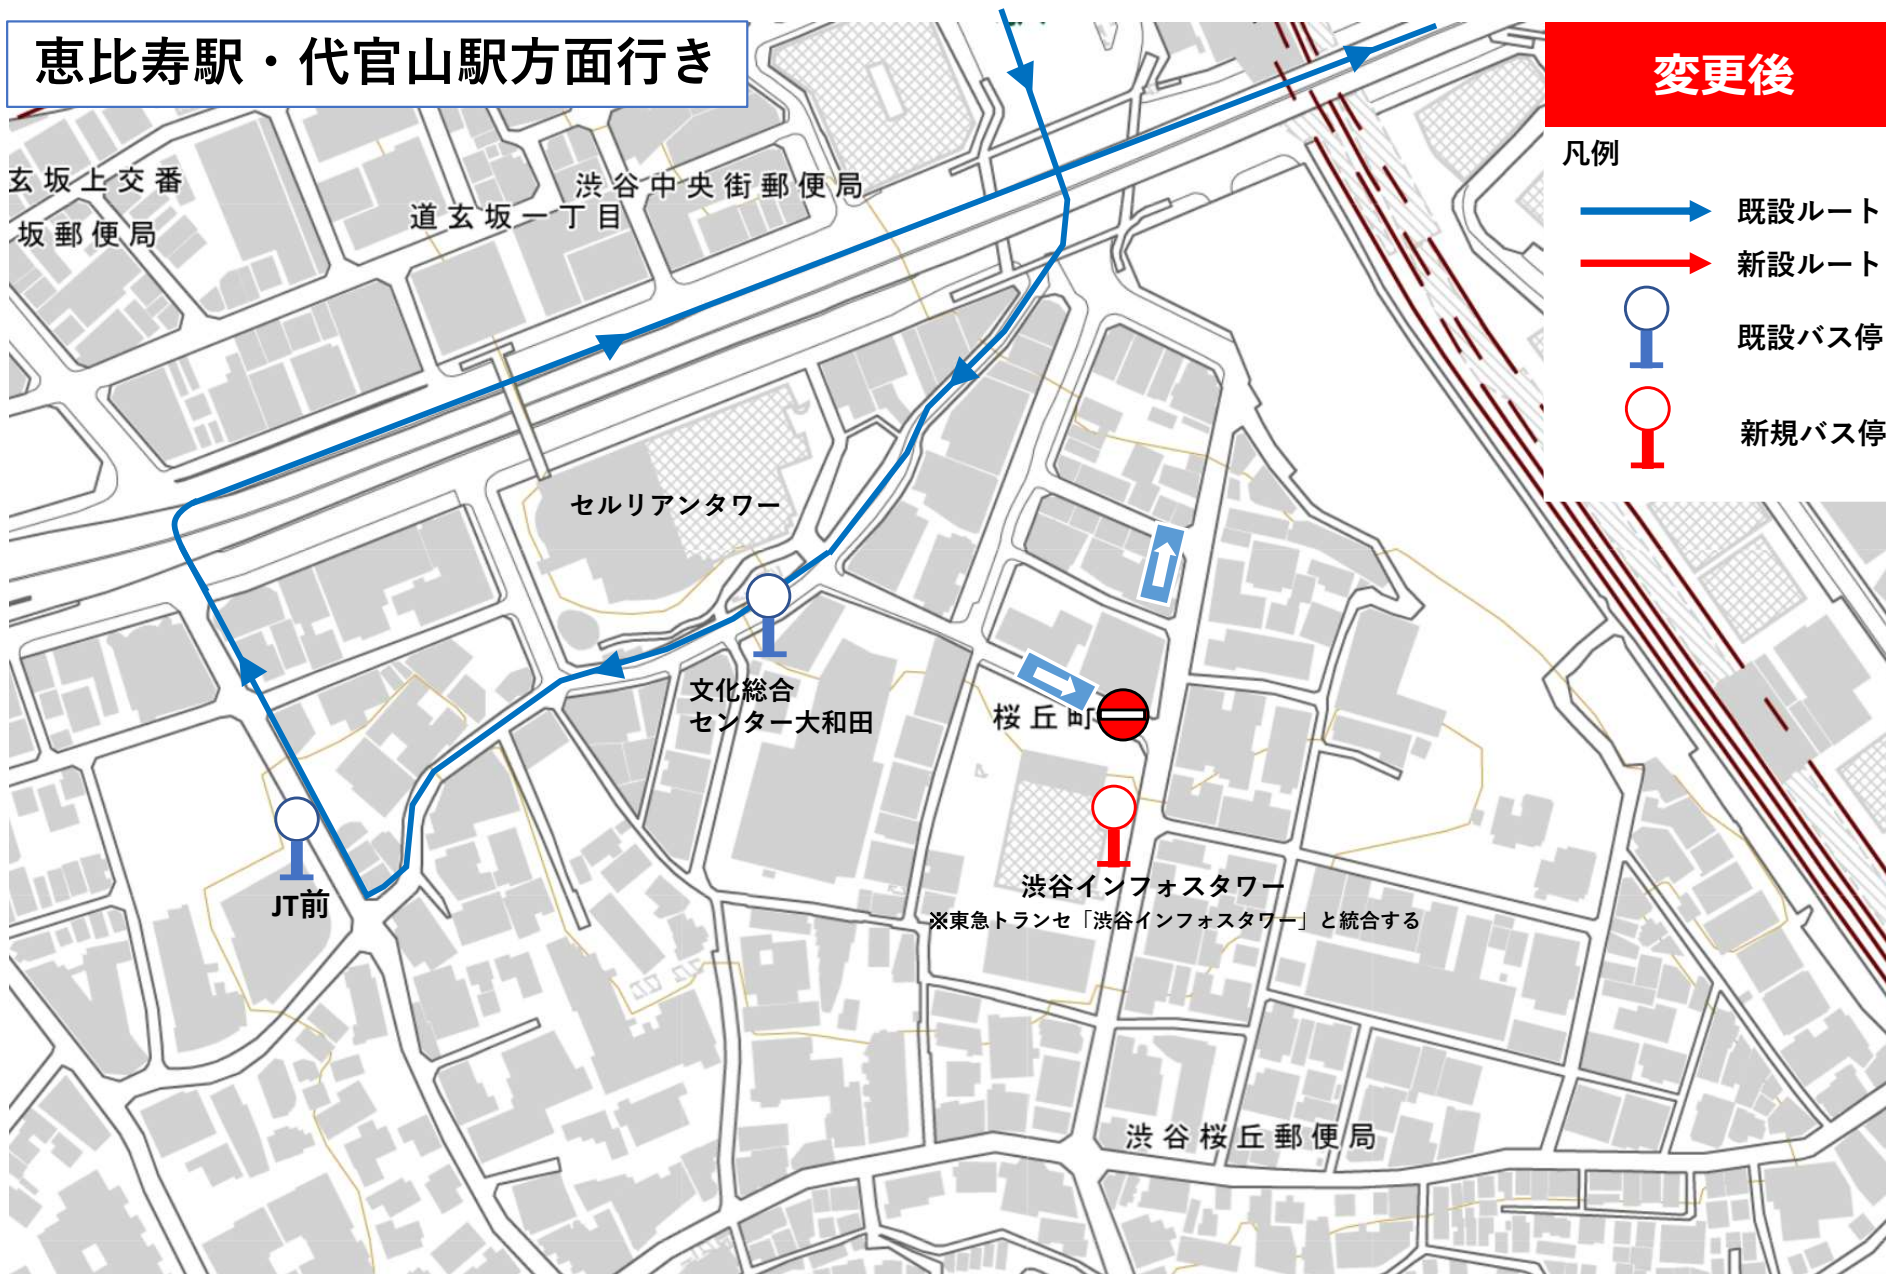 恵比寿駅・代官山駅方面行き
変更後
凡例
既設ルート
新設ルート
既設バス停
新規バス停
玄坂上交番
坂郵便局
道玄坂一丁目
渋谷中央街郵便局
セルリアンタワー
文化総合
センター大和田
桜丘町
JT前
渋谷インフォスタワー
※東急トランセ「渋谷インフォスタワー」と統合する
渋谷桜丘郵便局